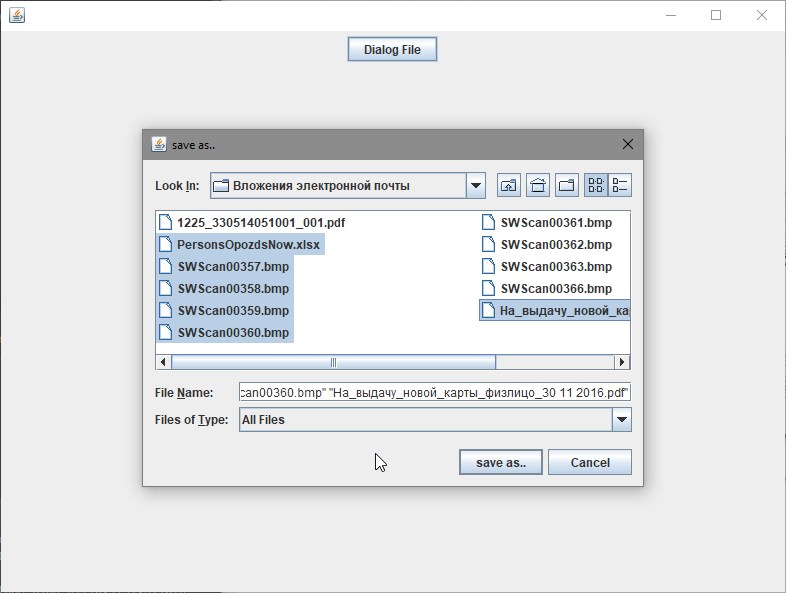 Dialog File
save as..
Look In: Вложения электронной почты
1225_330514051001_001.pdf
PersonsOpozdsNow.xlsx
SWScan00357.bmp
SWScan00358.bmp
SWScan00359.bmp
SWScan00360.bmp
SWScan00361.bmp
SWScan00362.bmp
SWScan00363.bmp
SWScan00366.bmp
На_выдачу_новой_ка
File Name: can00360.bmp" "На_выдачу_новой_карты_физлицо_30 11 2016.pdf"
Files of Type: All Files
save as.. Cancel